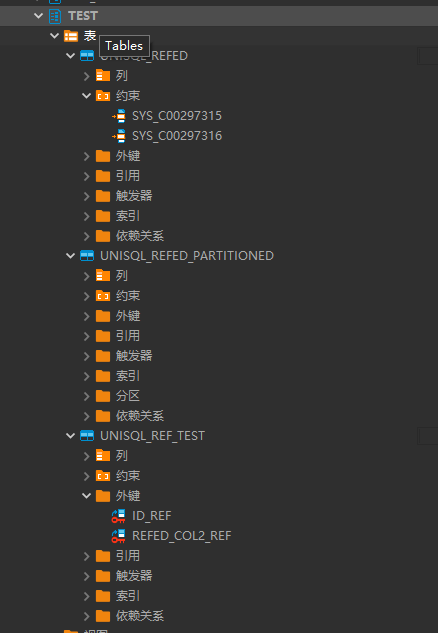 TEST
表
Tables
UNISQL_REFED
列
约束
SYS_C00297315
SYS_C00297316
外键
引用
触发器
索引
依赖关系
UNISQL_REFED_PARTITIONED
列
约束
外键
引用
触发器
索引
分区
依赖关系
UNISQL_REF_TEST
列
约束
外键
ID_REF
REFED_COL2_REF
引用
触发器
索引
依赖关系